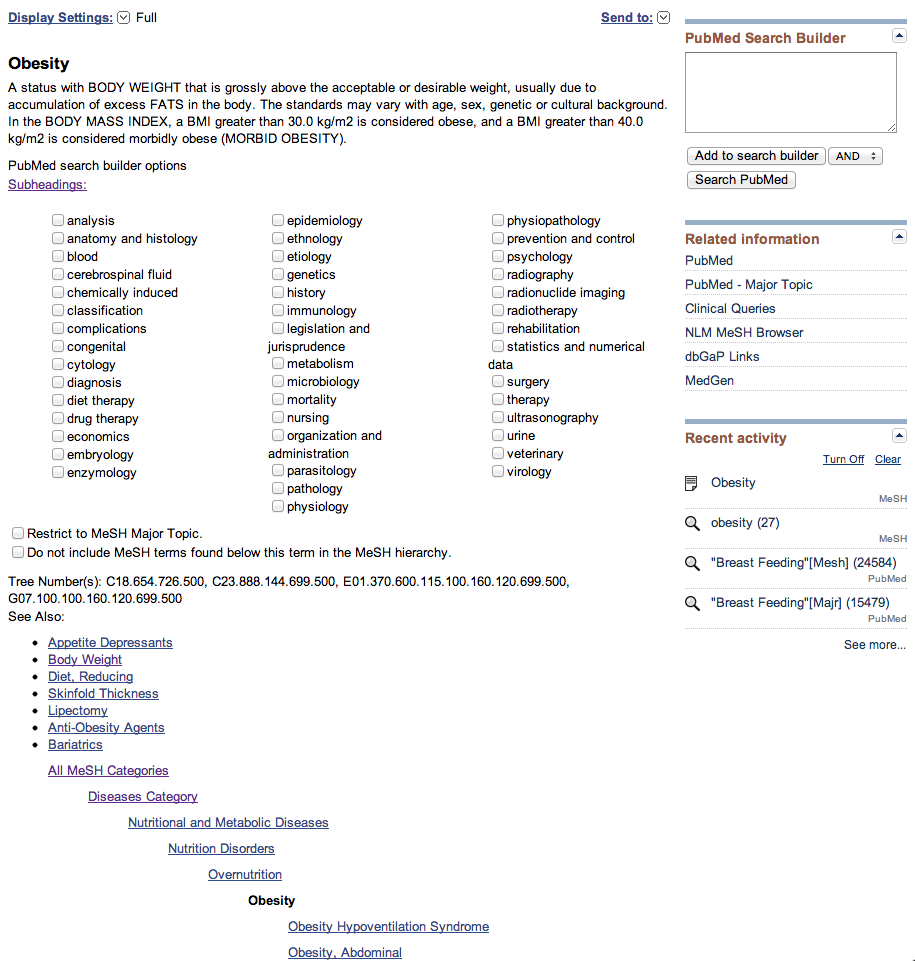 Display Settings: Full
Send to:
Obesity
A status with BODY WEIGHT that is grossly above the acceptable or desirable weight, usually due to
accumulation of excess FATS in the body. The standards may vary with age, sex, genetic or cultural background.
In the BODY MASS INDEX, a BMI greater than 30.0 kg/m2 is considered obese, and a BMI greater than 40.0
kg/m2 is considered morbidly obese (MORBID OBESITY).
PubMed search builder options
Subheadings:
analysis
anatomy and histology
blood
cerebrospinal fluid
chemically induced
classification
complications
congenital
cytology
diagnosis
diet therapy
drug therapy
economics
embryology
enzymology
epidemiology
ethnology
etiology
genetics
history
immunology
legislation and
jurisprudence
metabolism
microbiology
mortality
nursing
organization and
administration
parasitology
pathology
physiology
physiopathology
prevention and control
psychology
radiography
radionuclide imaging
radiotherapy
rehabilitation
statistics and numerical
data
surgery
therapy
ultrasonography
urine
veterinary
virology
Restrict to MeSH Major Topic.
Do not include MeSH terms found below this term in the MeSH hierarchy.
Tree Number(s): C18.654.726.500, C23.888.144.699.500, E01.370.600.115.100.160.120.699.500,
G07.100.100.160.120.699.500
See Also:
Appetite Depressants
Body Weight
Diet, Reducing
Skinfold Thickness
Lipectomy
Anti-Obesity Agents
Bariatrics
All MeSH Categories
Diseases Category
Nutritional and Metabolic Diseases
Nutrition Disorders
Overnutrition
Obesity
Obesity Hypoventilation Syndrome
Obesity, Abdominal
PubMed Search Builder
Add to search builder AND
Search PubMed
Related information
PubMed
PubMed - Major Topic
Clinical Queries
NLM MeSH Browser
dbGaP Links
MedGen
Recent activity
Turn Off Clear
Obesity
MeSH
obesity (27)
MeSH
"Breast Feeding"[Mesh] (24584)
PubMed
"Breast Feeding"[Majr] (15479)
PubMed
See more...